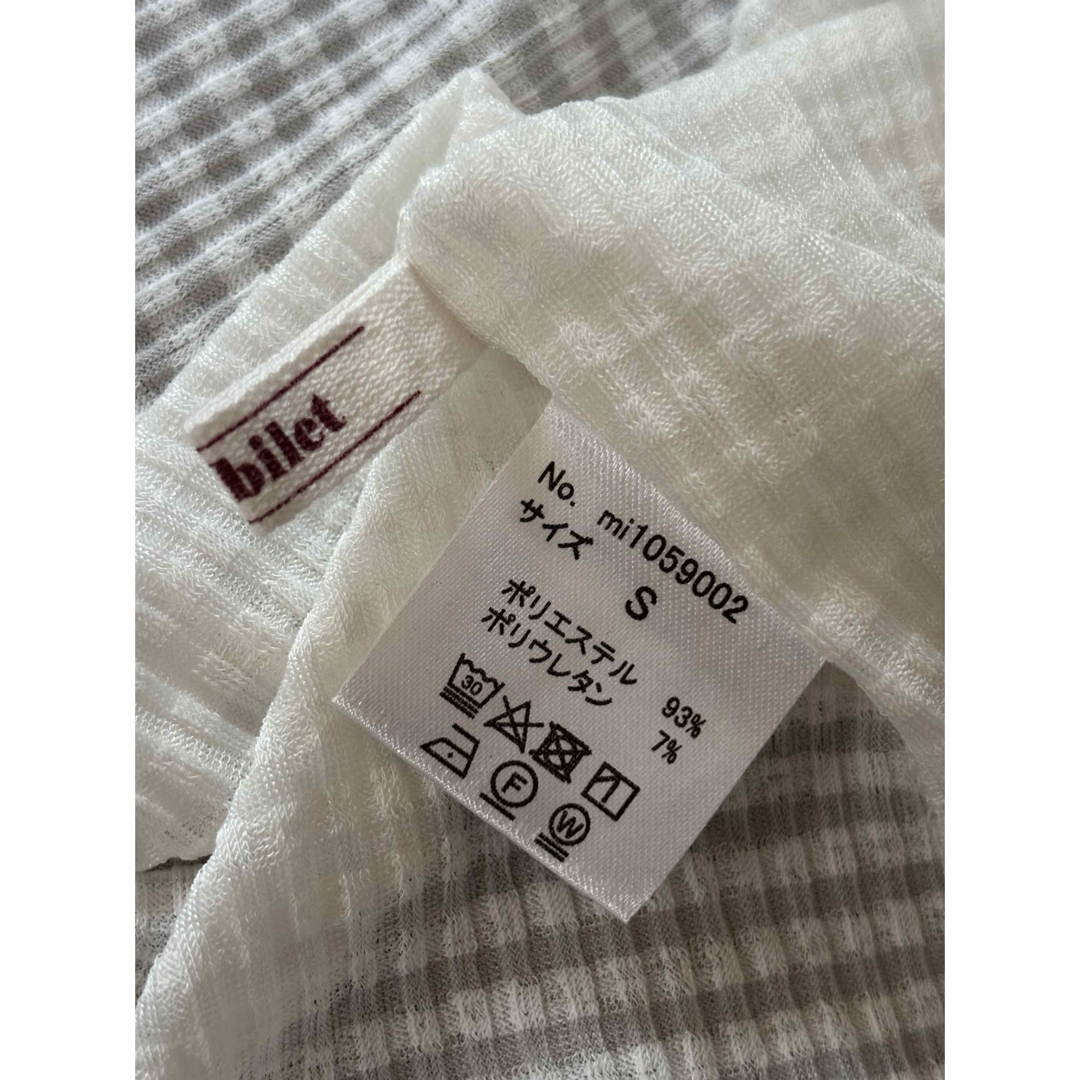 bilet
No. mi1059002
サイズ S
ポリエステル 93%
ポリウレタン 7%
30
F
W